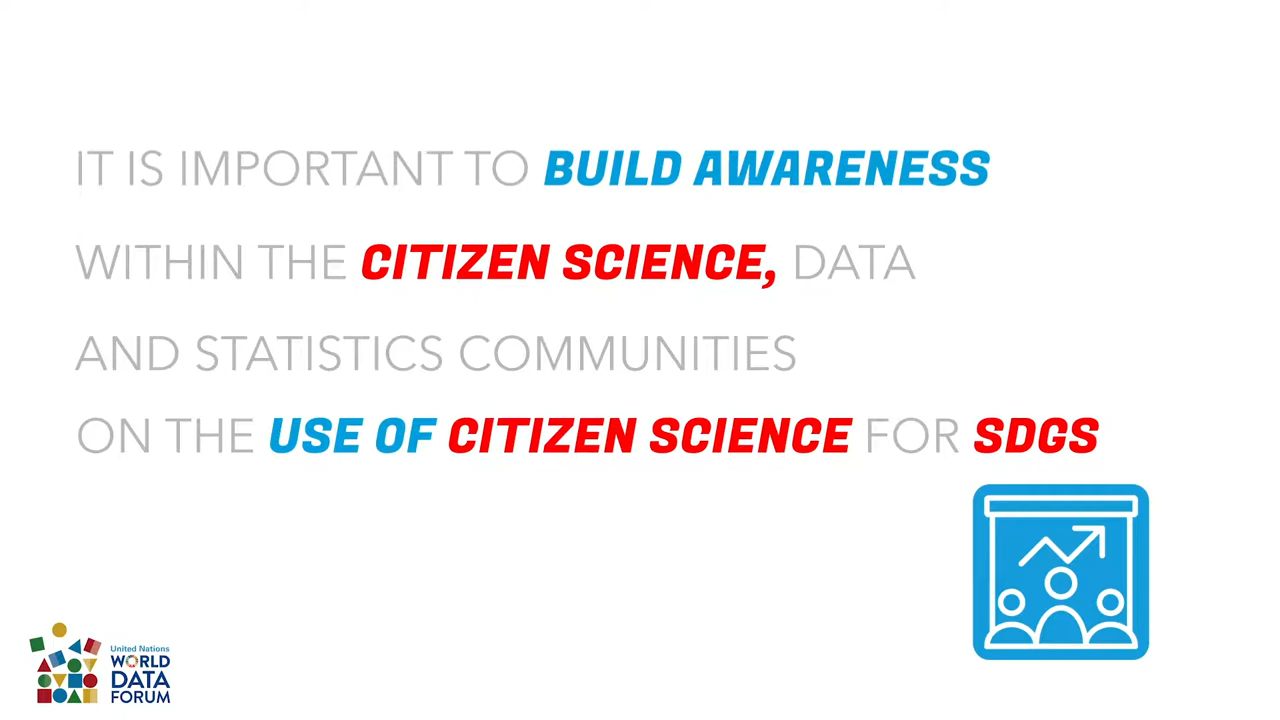 IT IS IMPORTANT TO BUILD AWARENESS
WITHIN THE CITIZEN SCIENCE, DATA
AND STATISTICS COMMUNITIES
ON THE USE OF CITIZEN SCIENCE FOR SDGS
United Nations
WORLD
DATA
FORUM